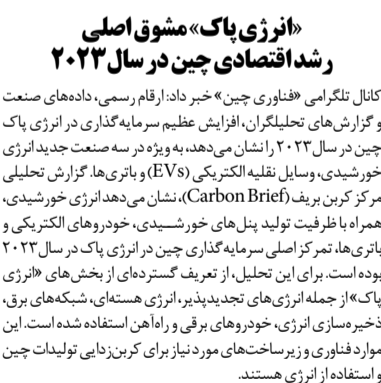 «انرژی پاک» مشوق اصلی
رشد اقتصادی چین در سال ۲۰۲۳
کانال تلگرامی «فناوری چین» خبر داد: ارقام رسمی، داده‌های صنعت
و گزارش‌های تحلیلگران، افزایش عظیم سرمایه‌گذاری در انرژی پاک
چین در سال ۲۰۲۳ را نشان می‌دهد، به ویژه در سه صنعت جدید انرژی
خورشیدی، وسایل نقلیه الکتریکی (EVs) و باتری‌ها. گزارش تحلیلی
مرکز کربن بریف (Carbon Brief)، نشان می‌دهد انرژی خورشیدی،
همراه با ظرفیت تولید پنل‌های خورشیدی، خودروهای الکتریکی و
باتری‌ها، تمرکز اصلی سرمایه‌گذاری چین در انرژی پاک در سال ۲۰۲۳
بوده است. برای این تحلیل، از تعریف گسترده‌ای از بخش‌های «انرژی
پاک» از جمله انرژی‌های تجدیدپذیر، انرژی هسته‌ای، شبکه‌های برق،
ذخیره‌سازی انرژی، خودروهای برقی و راه‌آهن استفاده شده است. این
موارد فناوری و زیرساخت‌های مورد نیاز برای کربن‌زدایی تولیدات چین
و استفاده از انرژی هستند.